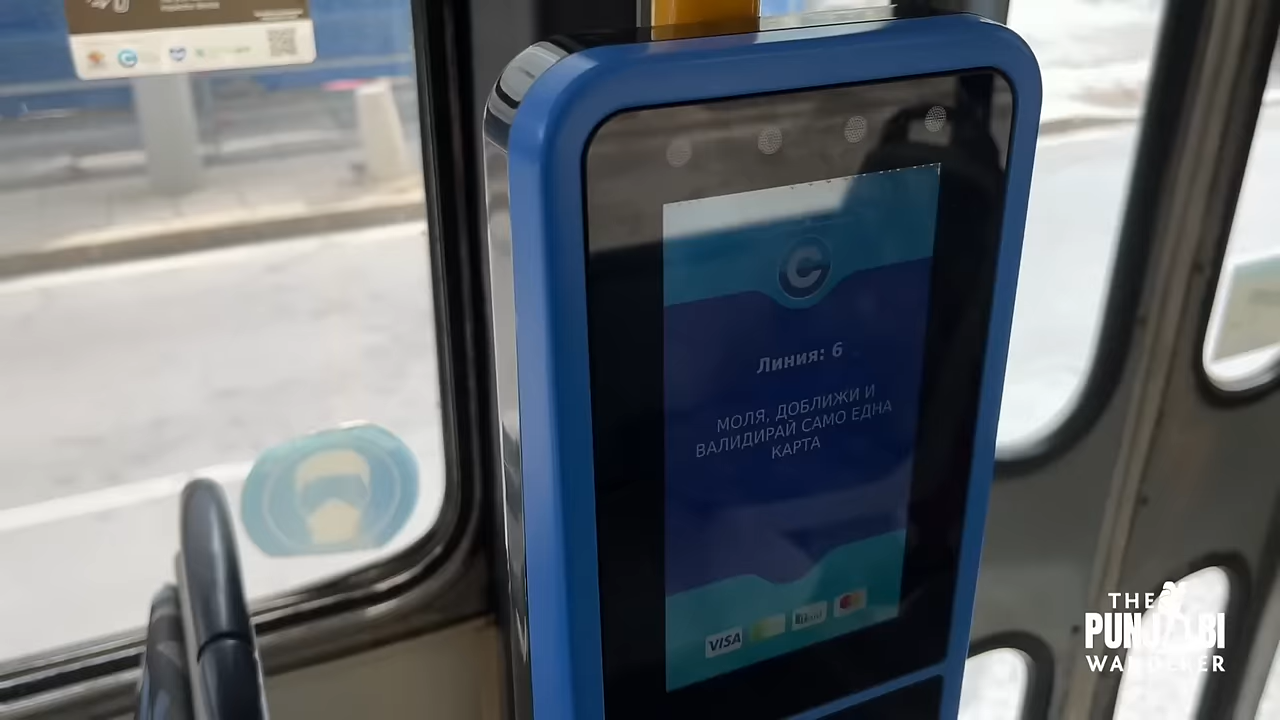 C
Линия: 6
МОЛЯ, ДОБЛИЖИ И
ВАЛИДИРАЙ САМО ЕДНА
КАРТА
VISA
THE
PUNJABI
WANDERER